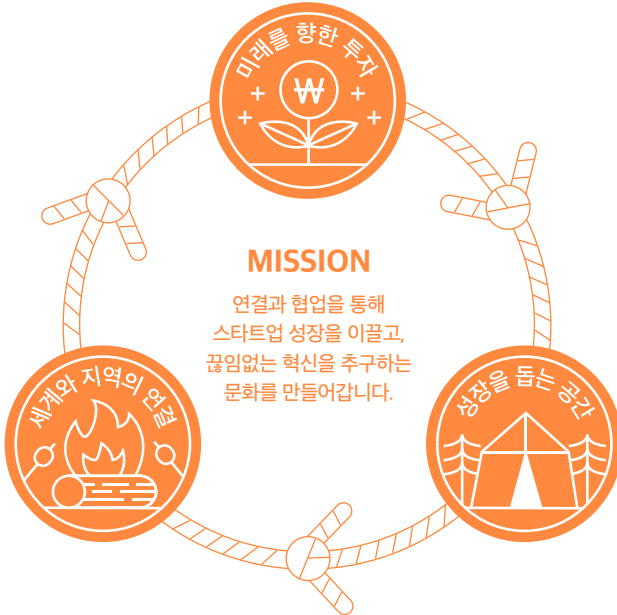 미래를 향한 투자
₩
MISSION
연결과 협업을 통해
스타트업 성장을 이끌고,
끊임없는 혁신을 추구하는
문화를 만들어갑니다.
세계와 지역의 연결
성장을 돕는 공간